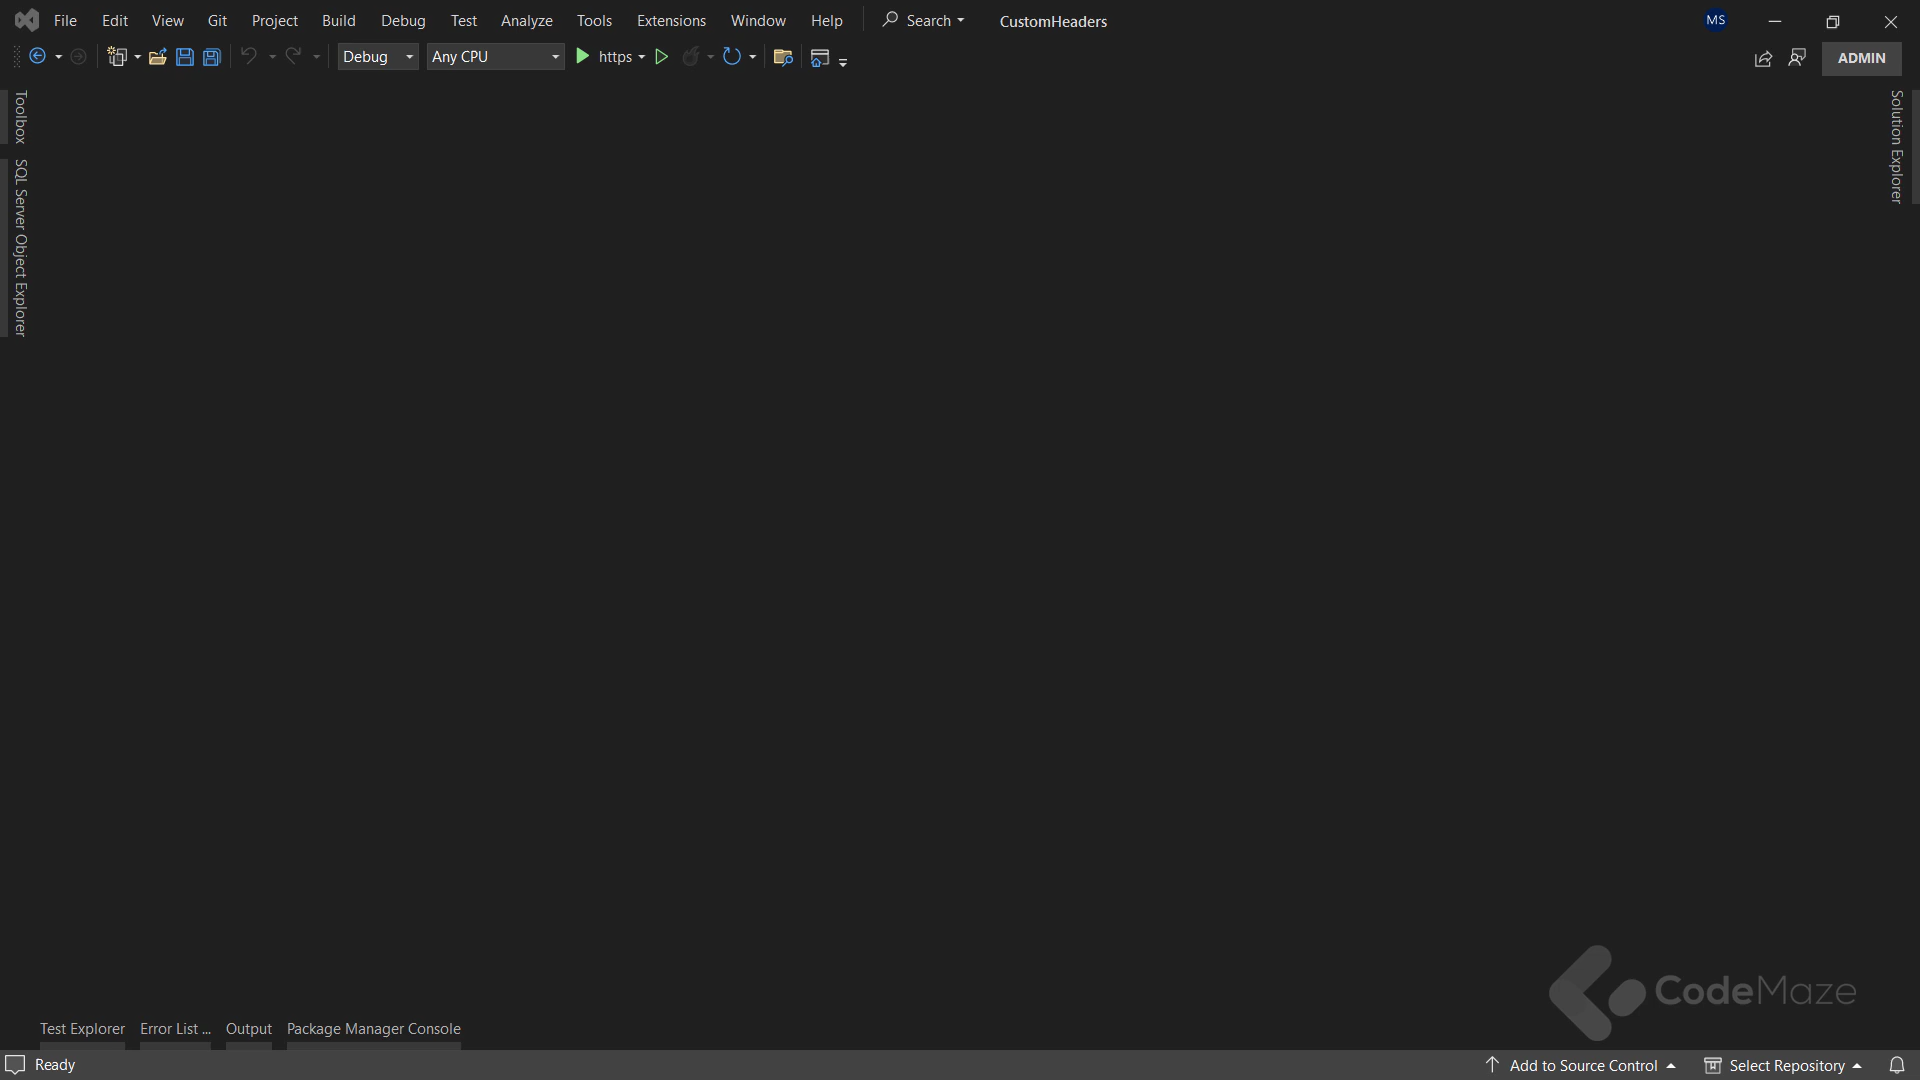 File Edit View Git Project Build Debug Test Analyze Tools Extensions Window Help Search CustomHeaders MS
Debug Any CPU https ADMIN
Toolbox
SQL Server Object Explorer
Solution Explorer
CodeMaze
Test Explorer Error List ... Output Package Manager Console
Ready Add to Source Control Select Repository